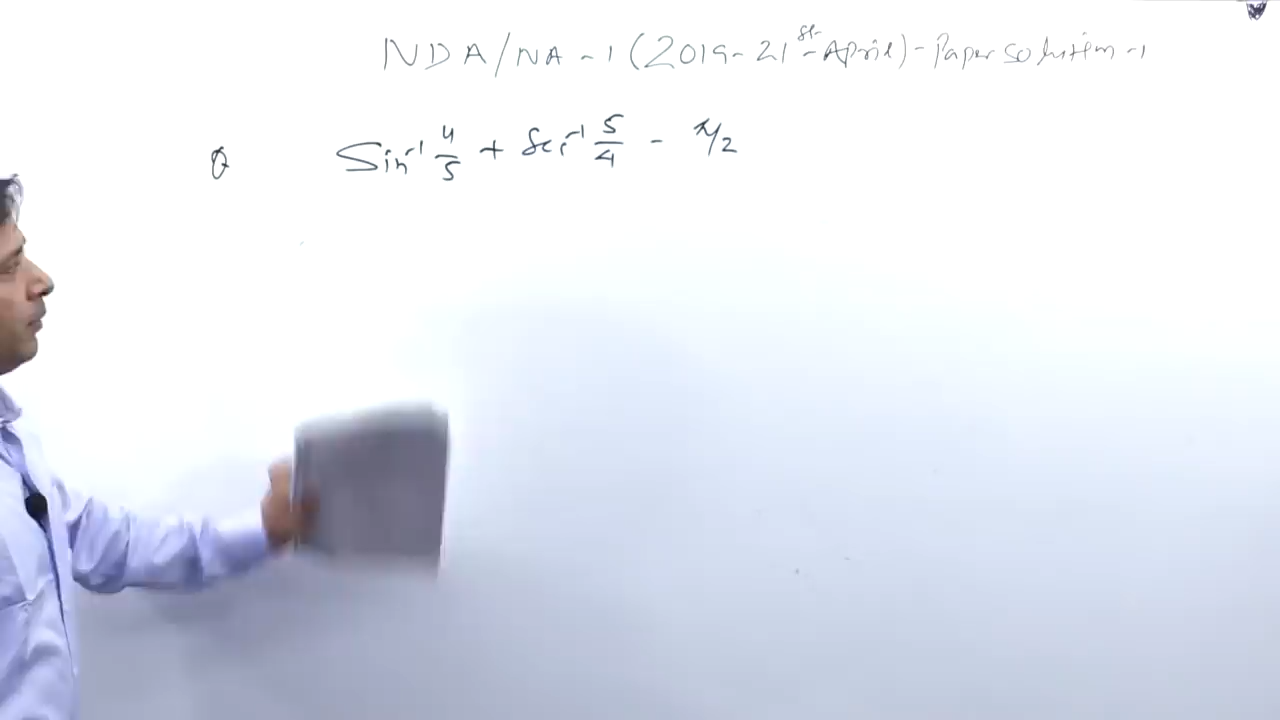 NDA/NA-1 (2019-21st-April)-Paper solution-1
Q Sin⁻¹ 4/5 + Sec⁻¹ 5/4 - π/2